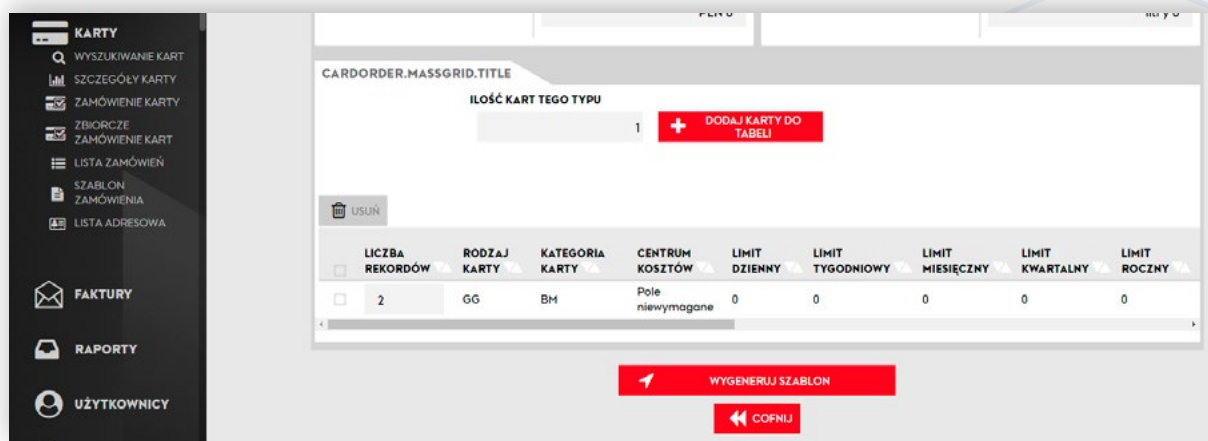 KARTY
WYSZUKIWANIE KART
SZCZEGÓŁY KARTY
ZAMÓWIENIE KARTY
ZBIORCZE
ZAMÓWIENIE KART
LISTA ZAMÓWIEŃ
SZABLON
ZAMÓWIENIA
LISTA ADRESOWA
FAKTURY
RAPORTY
UŻYTKOWNICY
CARDORDER.MASSGRID.TITLE
ILOŚĆ KART TEGO TYPU
1
DODAJ KARTY DO
TABELI
USUŃ
LICZBA REKORDÓW RODZAJ KARTY KATEGORIA KARTY CENTRUM KOSZTÓW LIMIT DZIENNY LIMIT TYGODNIOWY LIMIT MIESIĘCZNY LIMIT KWARTALNY LIMIT ROCZNY
2 GG BM Pole niewymagane 0 0 0 0 0
WYGENERUJ SZABLON
COFNIJ